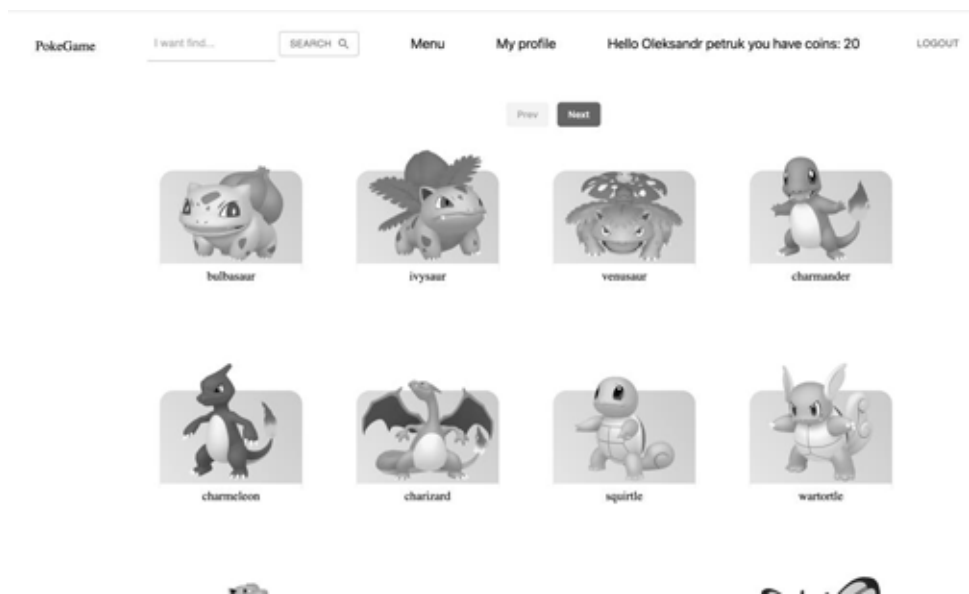 PokeGame I want find... SEARCH Menu My profile Hello Oleksandr petruk you have coins: 20 LOGOUT
Prev Next
bulbasaur ivysaur venusaur charmander
charmeleon charizard squirtle wartortle